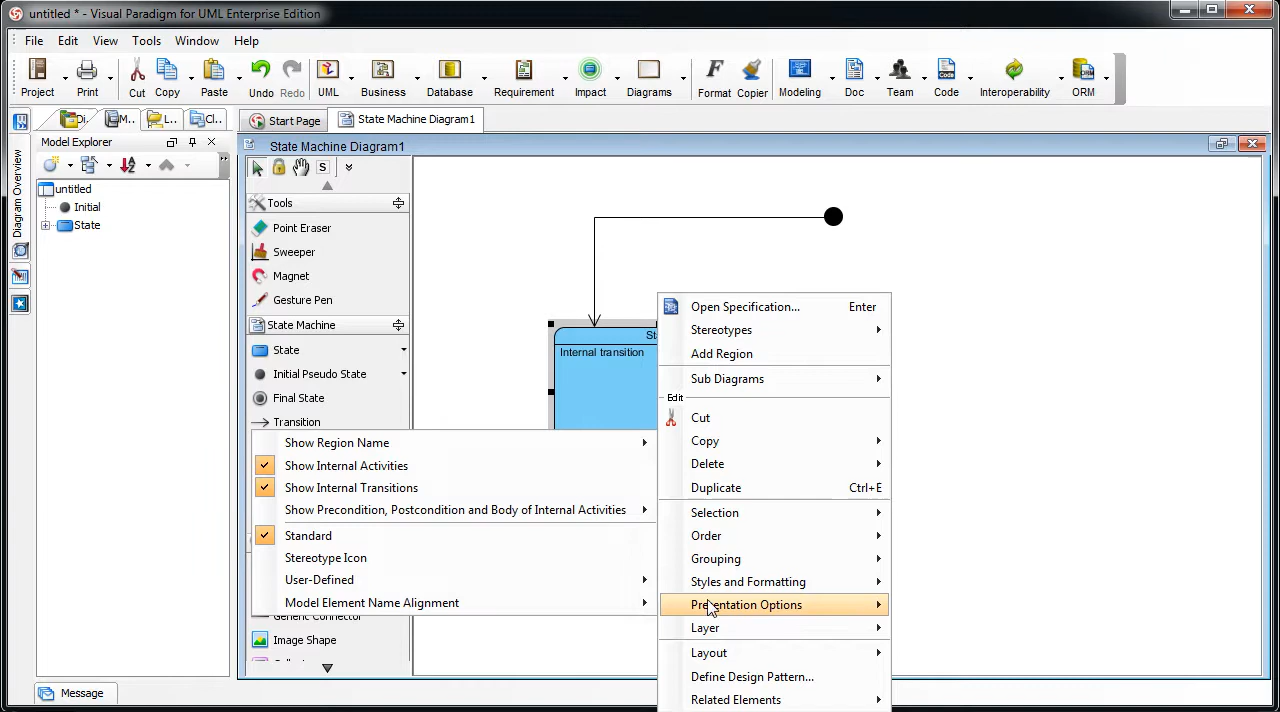 untitled * - Visual Paradigm for UML Enterprise Edition
File Edit View Tools Window Help
Project Print Cut Copy Paste Undo Redo UML Business Database Requirement Impact Diagrams Format Copier Modeling Doc Team Code Interoperability ORM
Di M... L... Cl... Start Page State Machine Diagram1
Model Explorer
State Machine Diagram1
Diagram Overview
untitled
Initial
State
S
Tools
Point Eraser
Sweeper
Magnet
Gesture Pen
State Machine
State
Initial Pseudo State
Final State
Transition
Generic Connector
Image Shape
St
Internal transition
Open Specification... Enter
Stereotypes
Add Region
Sub Diagrams
Edit
Cut
Copy
Delete
Duplicate Ctrl+E
Selection
Order
Grouping
Styles and Formatting
Presentation Options
Layer
Layout
Define Design Pattern...
Related Elements
Show Region Name
Show Internal Activities
Show Internal Transitions
Show Precondition, Postcondition and Body of Internal Activities
Standard
Stereotype Icon
User-Defined
Model Element Name Alignment
Message